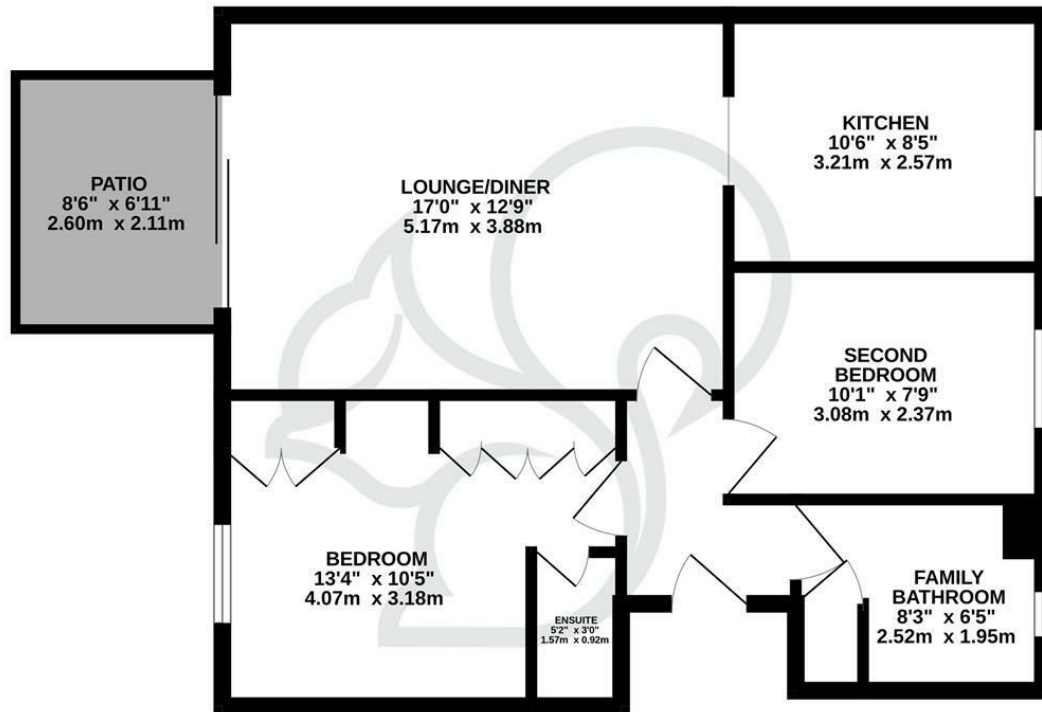 PATIO
8'6" x 6'11"
2.60m x 2.11m
LOUNGE/DINER
17'0" x 12'9"
5.17m x 3.88m
KITCHEN
10'6" x 8'5"
3.21m x 2.57m
SECOND
BEDROOM
10'1" x 7'9"
3.08m x 2.37m
BEDROOM
13'4" x 10'5"
4.07m x 3.18m
ENSUITE
5'2" x 3'0"
1.57m x 0.92m
FAMILY
BATHROOM
8'3" x 6'5"
2.52m x 1.95m